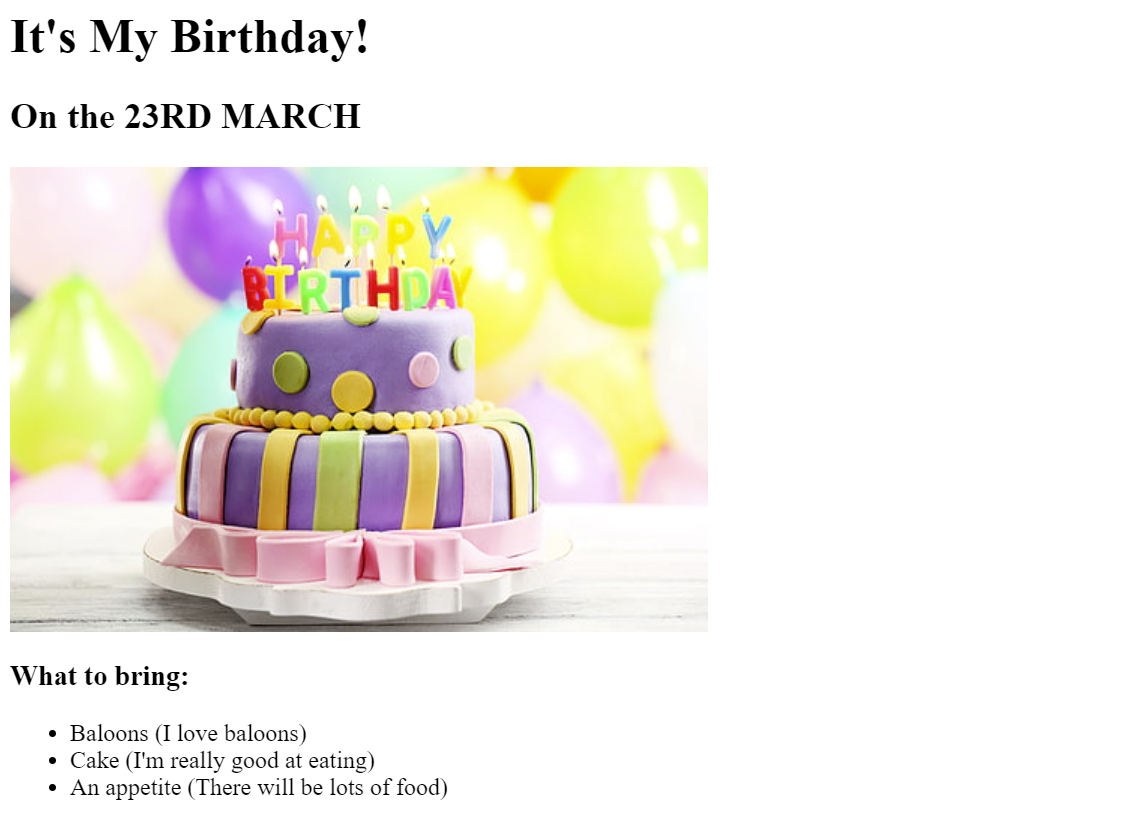 It's My Birthday!
On the 23RD MARCH
HAPPY
BIRTHDAY
What to bring:
Baloons (I love baloons)
Cake (I'm really good at eating)
An appetite (There will be lots of food)